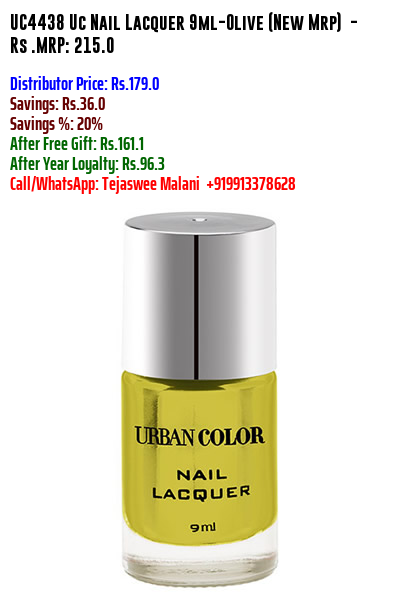 UC4438 Uc Nail Lacquer 9ml-Olive (New Mrp) -
Rs .MRP: 215.0
Distributor Price: Rs.179.0
Savings: Rs.36.0
Savings %: 20%
After Free Gift: Rs.161.1
After Year Loyalty: Rs.96.3
Call/WhatsApp: Tejaswee Malani +919913378628
URBAN COLOR
NAIL
LACQUER
9ml